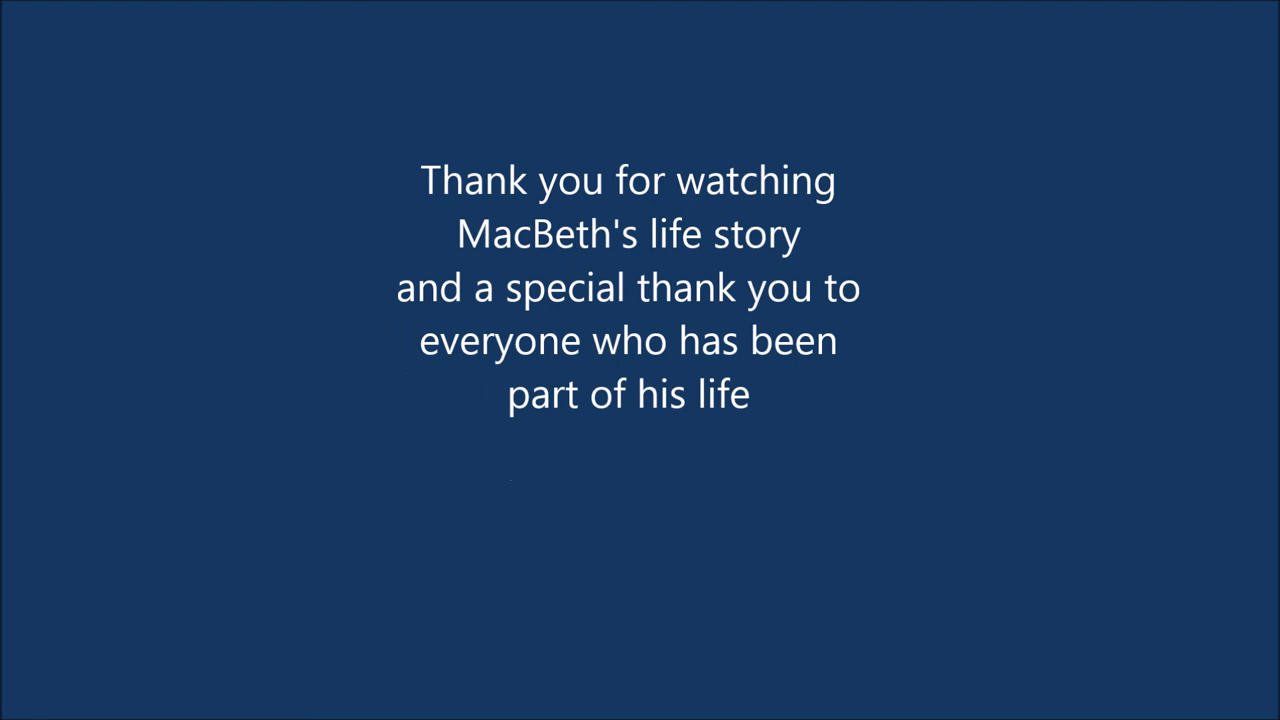 Thank you for watching
MacBeth's life story
and a special thank you to
everyone who has been
part of his life